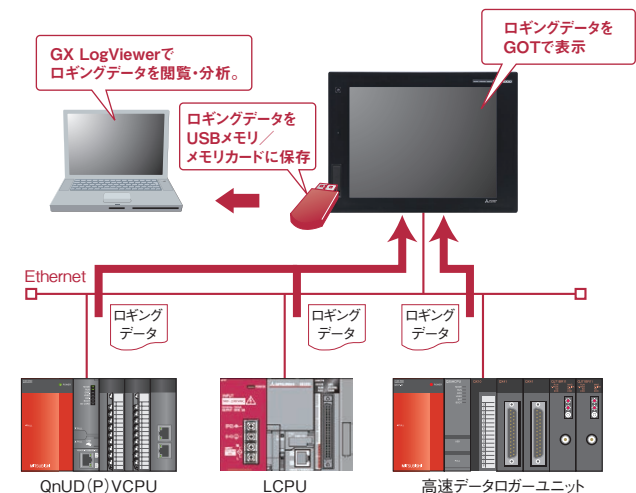 GX LogViewerで
ロギングデータを閲覧・分析。
ロギングデータを
GOTで表示
ロギングデータを
USBメモリ／
メモリカードに保存
Ethernet
ロギング
データ
ロギング
データ
ロギング
データ
QnUD（P）VCPU
LCPU
高速データロガーユニット